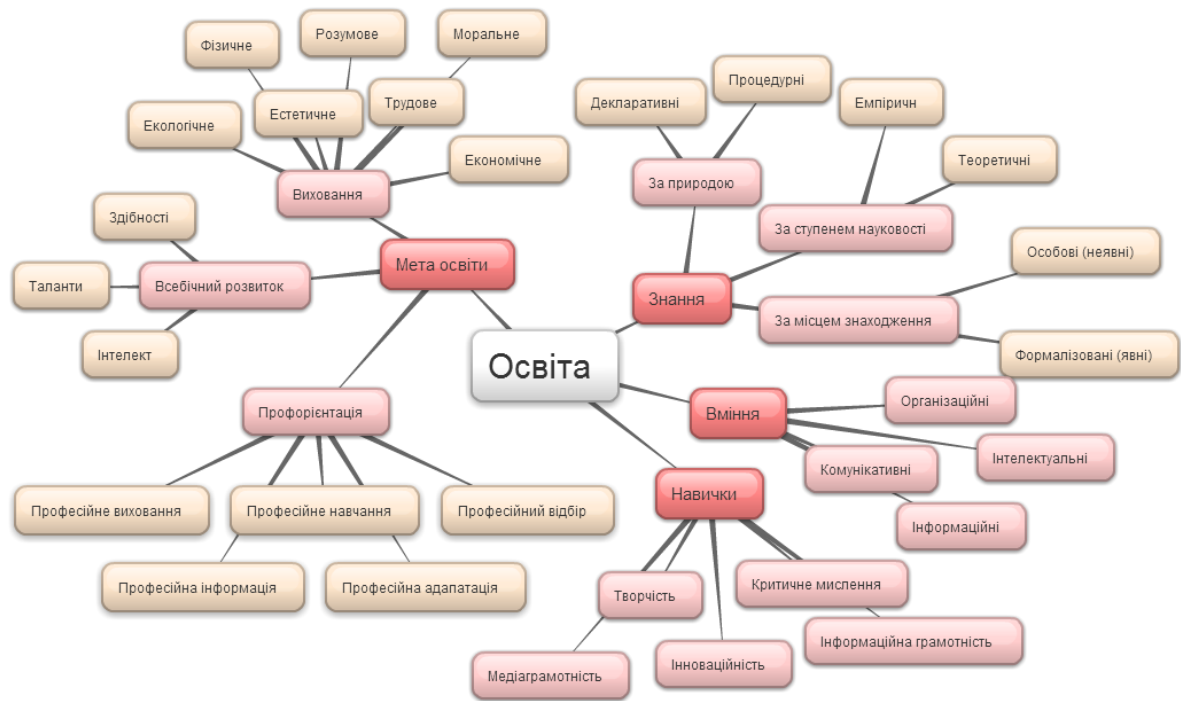 Освіта
Мета освіти
Виховання
Фізичне
Розумове
Моральне
Екологічне
Естетичне
Трудове
Економічне
Всебічний розвиток
Здібності
Таланти
Інтелект
Профорієнтація
Професійне виховання
Професійне навчання
Професійний відбір
Професійна інформація
Професійна адапатація
Знання
За природою
Декларативні
Процедурні
За ступенем науковості
Емпіричн
Теоретичні
За місцем знаходження
Особові (неявні)
Формалізовані (явні)
Вміння
Організаційні
Інтелектуальні
Комунікативні
Інформаційні
Навички
Творчість
Критичне мислення
Медіаграмотність
Інноваційність
Інформаційна грамотність